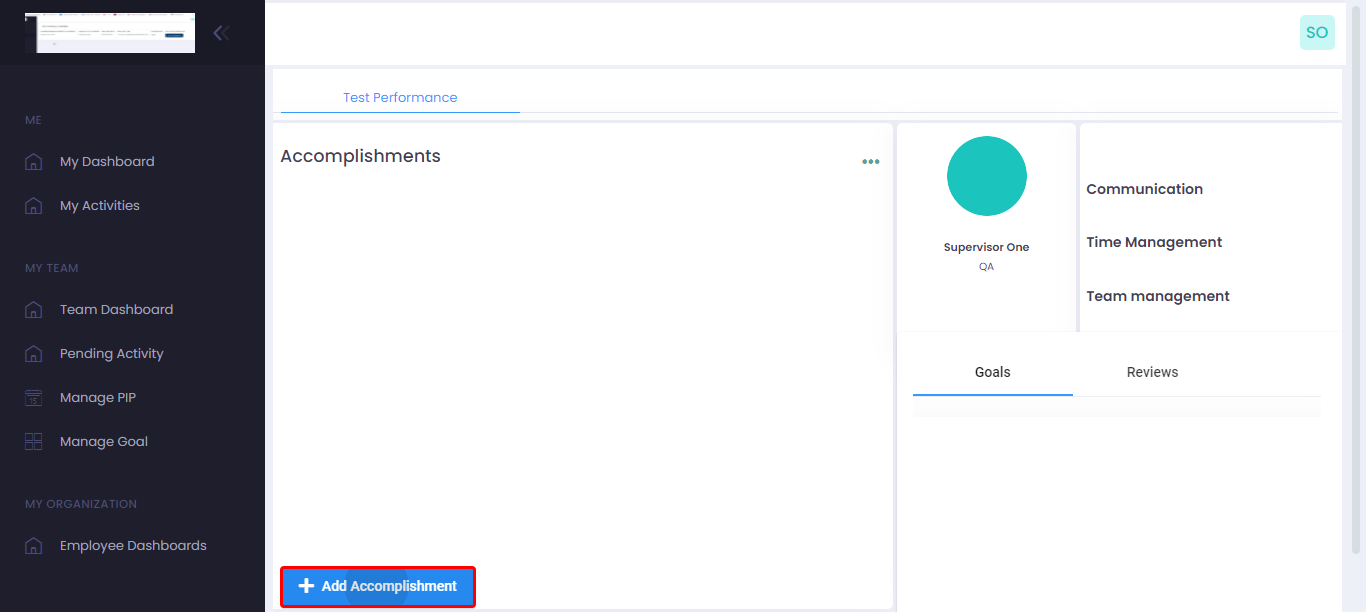 SO
ME
My Dashboard
My Activities
MY TEAM
Team Dashboard
Pending Activity
Manage PIP
15
Manage Goal
MY ORGANIZATION
Employee Dashboards
Test Performance
Accomplishments
Add Accomplishment
Supervisor One
QA
Communication
Time Management
Team management
Goals
Reviews